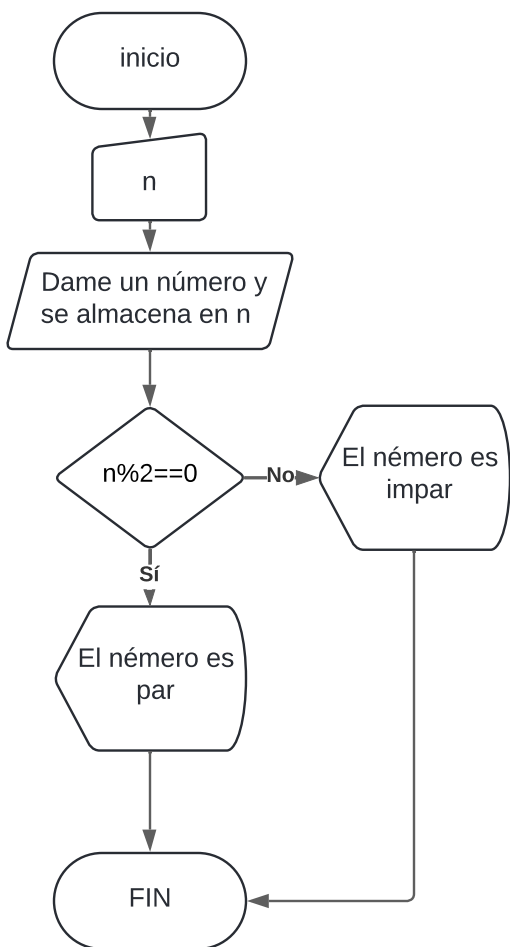 inicio
n
Dame un número y
se almacena en n
n%2==0
No
El némero es
impar
Sí
El némero es
par
FIN